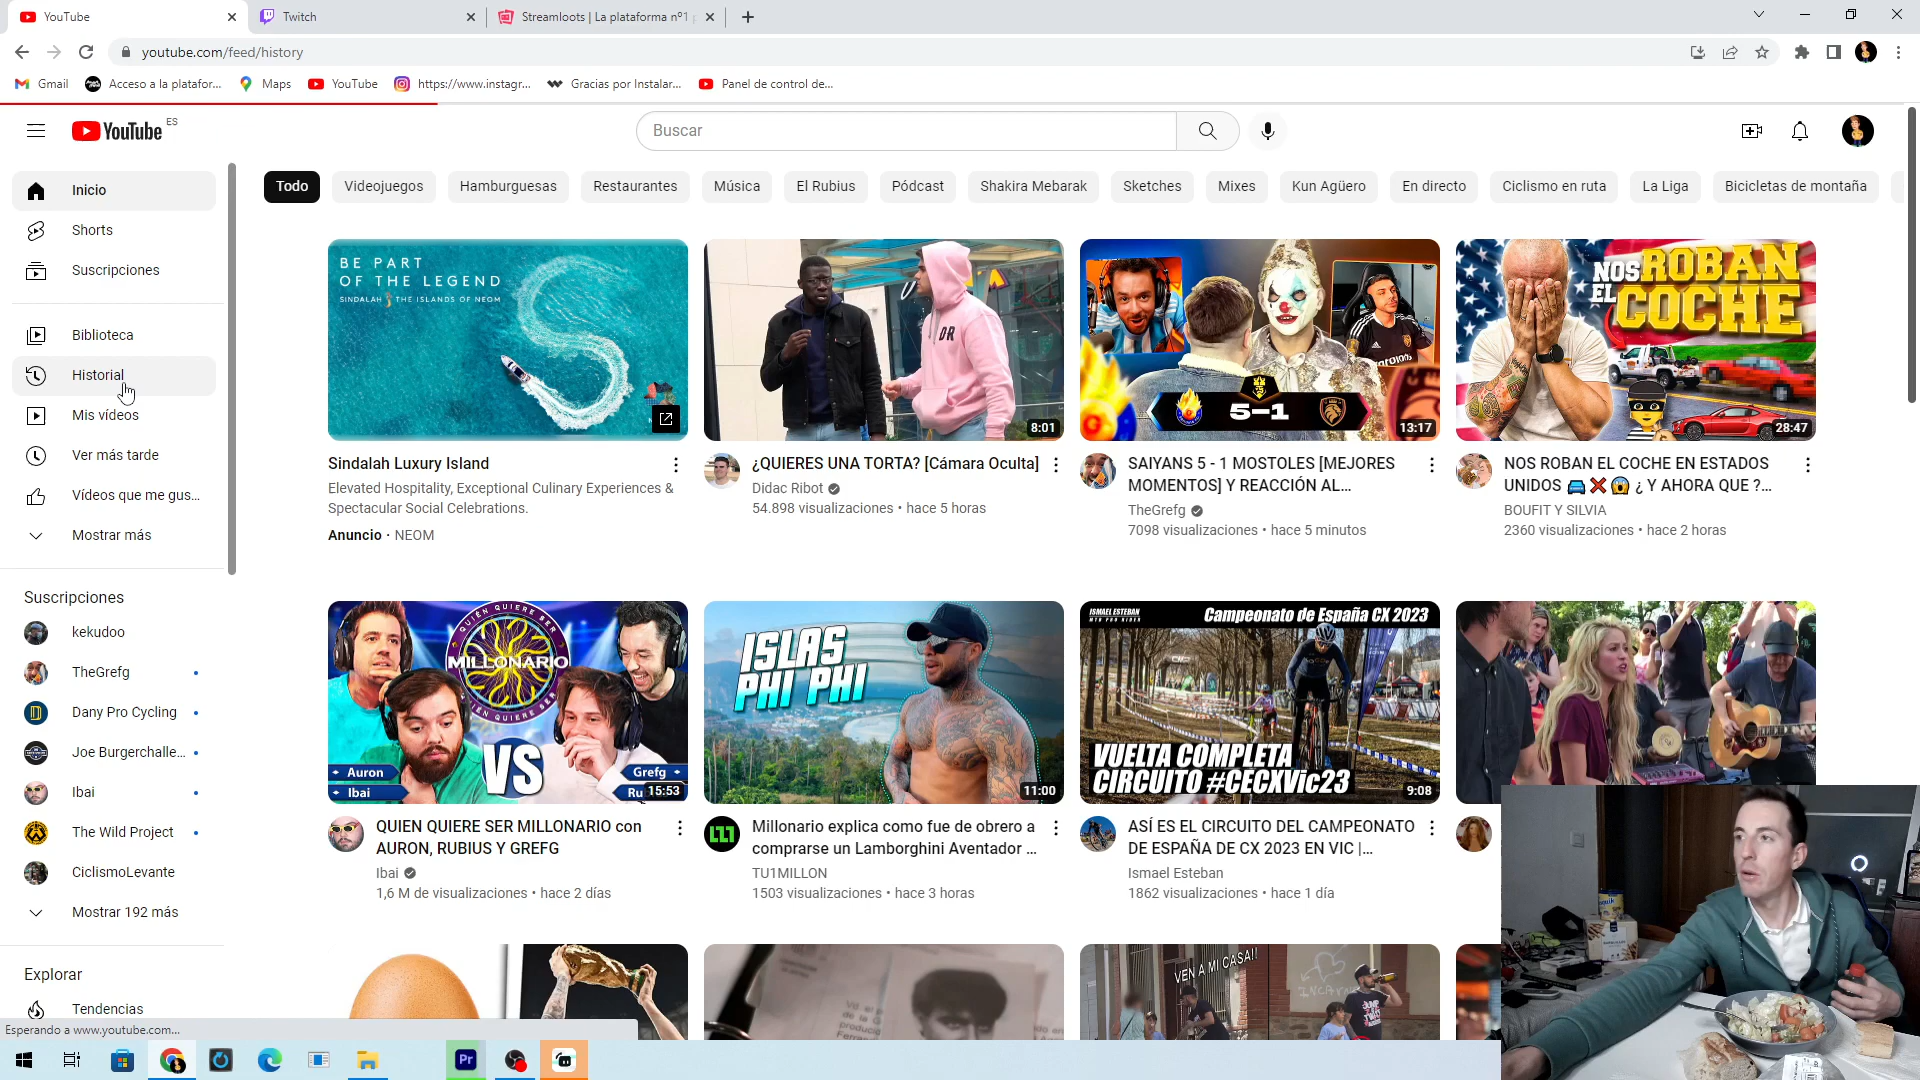 YouTube
Twitch
Streamloots | La plataforma nº1
youtube.com/feed/history
Gmail
Acceso a la platafor...
Maps
YouTube
https://www.instagr...
Gracias por Instalar...
Panel de control de...
YouTube ES
Buscar
Inicio
Shorts
Suscripciones
Biblioteca
Historial
Mis vídeos
Ver más tarde
Vídeos que me gus...
Mostrar más
Suscripciones
kekudoo
TheGrefg
Dany Pro Cycling
Joe Burgerchalle...
Ibai
The Wild Project
CiclismoLevante
Mostrar 192 más
Explorar
Tendencias
Esperando a www.youtube.com...
Todo
Videojuegos
Hamburguesas
Restaurantes
Música
El Rubius
Pódcast
Shakira Mebarak
Sketches
Mixes
Kun Agüero
En directo
Ciclismo en ruta
La Liga
Bicicletas de montaña
BE PART
OF THE LEGEND
SINDALAH THE ISLANDS OF NEOM
Sindalah Luxury Island
Elevated Hospitality, Exceptional Culinary Experiences &
Spectacular Social Celebrations.
Anuncio · NEOM
DR
8:01
¿QUIERES UNA TORTA? [Cámara Oculta]
Didac Ribot
54.898 visualizaciones • hace 5 horas
5-1
13:17
SAIYANS 5 - 1 MOSTOLES [MEJORES
MOMENTOS] Y REACCIÓN AL...
TheGrefg
7098 visualizaciones • hace 5 minutos
NOS ROBAN
EL COCHE
28:47
NOS ROBAN EL COCHE EN ESTADOS
UNIDOS 🚘❌😱 ¿ Y AHORA QUE ?...
BOUFIT Y SILVIA
2360 visualizaciones • hace 2 horas
QUIÉN QUIERE SER
MILLONARIO
QUIÉN QUIERE SER
VS
Auron
Ibai
Grefg
Ru
15:53
QUIEN QUIERE SER MILLONARIO con
AURON, RUBIUS Y GREFG
Ibai
1,6 M de visualizaciones • hace 2 días
ISLAS
PHI PHI
11:00
Millonario explica como fue de obrero a
comprarse un Lamborghini Aventador ...
TU1MILLON
1503 visualizaciones • hace 3 horas
ISMAEL ESTEBAN
Campeonato de España CX 2023
VUELTA COMPLETA
CIRCUITO #CECXVic23
9:08
ASÍ ES EL CIRCUITO DEL CAMPEONATO
DE ESPAÑA DE CX 2023 EN VIC |...
Ismael Esteban
1862 visualizaciones • hace 1 día
VEN A MI CASA!!
Pr